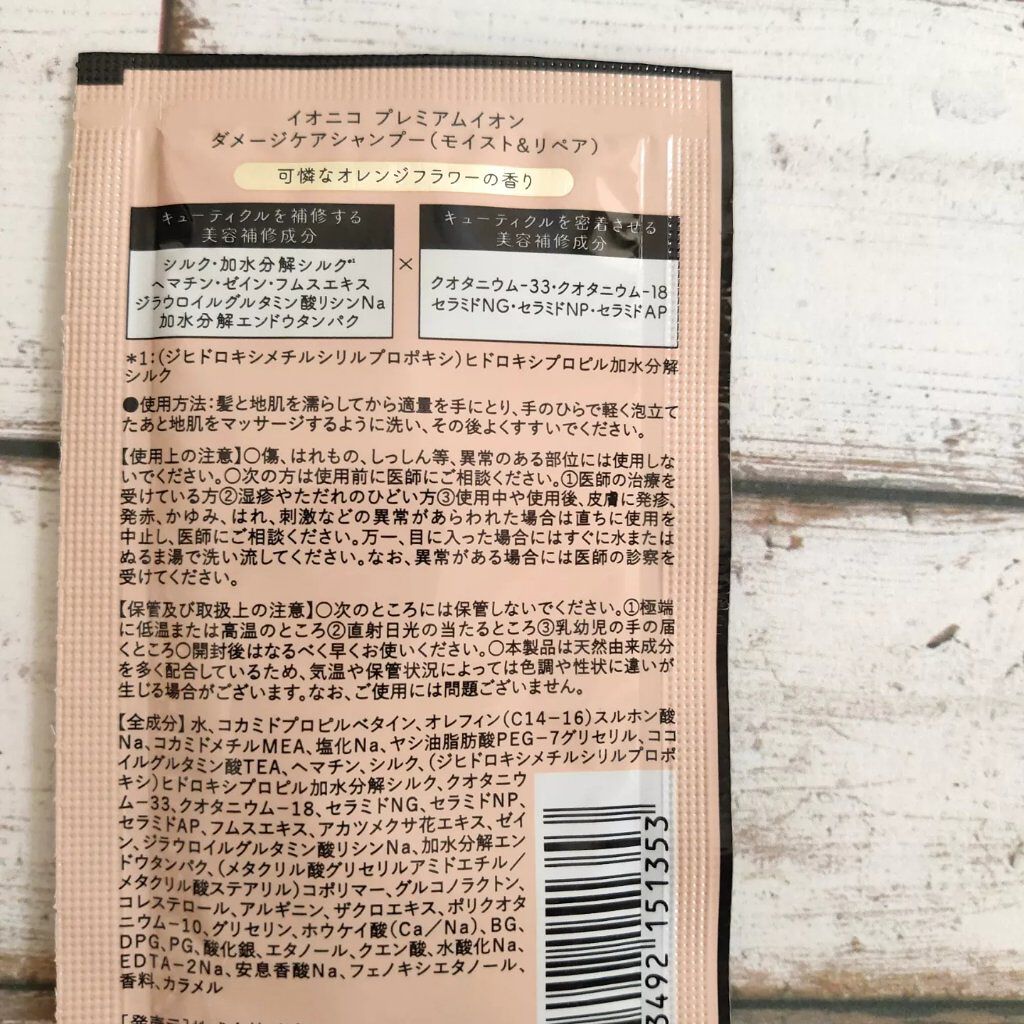 イオニコ プレミアムイオン
ダメージケアシャンプー(モイスト&リペア)
可憐なオレンジフラワーの香り
キューティクルを補修する
美容補修成分
シルク・加水分解シルク*1
ヘマチン・ゼイン・フムスエキス
ジラウロイルグルタミン酸リシンNa
加水分解エンドウタンパク
×
キューティクルを密着させる
美容補修成分
クオタニウム-33・クオタニウム-18
セラミドNG・セラミドNP・セラミドAP
*1:(ジヒドロキシメチルシリルプロポキシ)ヒドロキシプロピル加水分解
シルク
●使用方法:髪と地肌を濡らしてから適量を手にとり、手のひらで軽く泡立て
たあと地肌をマッサージするように洗い、その後よくすすいでください。
【使用上の注意】〇傷、はれもの、しっしん等、異常のある部位には使用しな
いでください。〇次の方は使用前に医師にご相談ください。①医師の治療を
受けている方②湿疹やただれのひどい方③使用中や使用後、皮膚に発疹、
発赤、かゆみ、はれ、刺激などの異常があらわれた場合は直ちに使用を
中止し、医師にご相談ください。万一、目に入った場合にはすぐに水または
ぬるま湯で洗い流してください。なお、異常がある場合には医師の診察を
受けてください。
【保管及び取扱上の注意】〇次のところには保管しないでください。①極端
に低温または高温のところ②直射日光の当たるところ③乳幼児の手の届
くところ〇開封後はなるべく早くお使いください。〇本製品は天然由来成分
を多く配合しているため、気温や保管状況によっては色調や性状に違いが
生じる場合がございます。なお、ご使用には問題ございません。
【全成分】水、コカミドプロピルベタイン、オレフィン(C14-16)スルホン酸
Na、コカミドメチルMEA、塩化Na、ヤシ油脂肪酸PEG-7グリセリル、ココ
イルグルタミン酸TEA、ヘマチン、シルク、(ジヒドロキシメチルシリルプロポ
キシ)ヒドロキシプロピル加水分解シルク、クオタニウ
ム-33、クオタニウム-18、セラミドNG、セラミドNP、
セラミドAP、フムスエキス、アカツメクサ花エキス、ゼイ
ン、ジラウロイルグルタミン酸リシンNa、加水分解エン
ドウタンパク、(メタクリル酸グリセリルアミドエチル/
メタクリル酸ステアリル)コポリマー、グルコノラクトン、
コレステロール、アルギニン、ザクロエキス、ポリクオタ
ニウム-10、グリセリン、ホウケイ酸(Ca/Na)、BG、
DPG、PG、酸化銀、エタノール、クエン酸、水酸化Na、
EDTA-2Na、安息香酸Na、フェノキシエタノール、
香料、カラメル
3492 151353